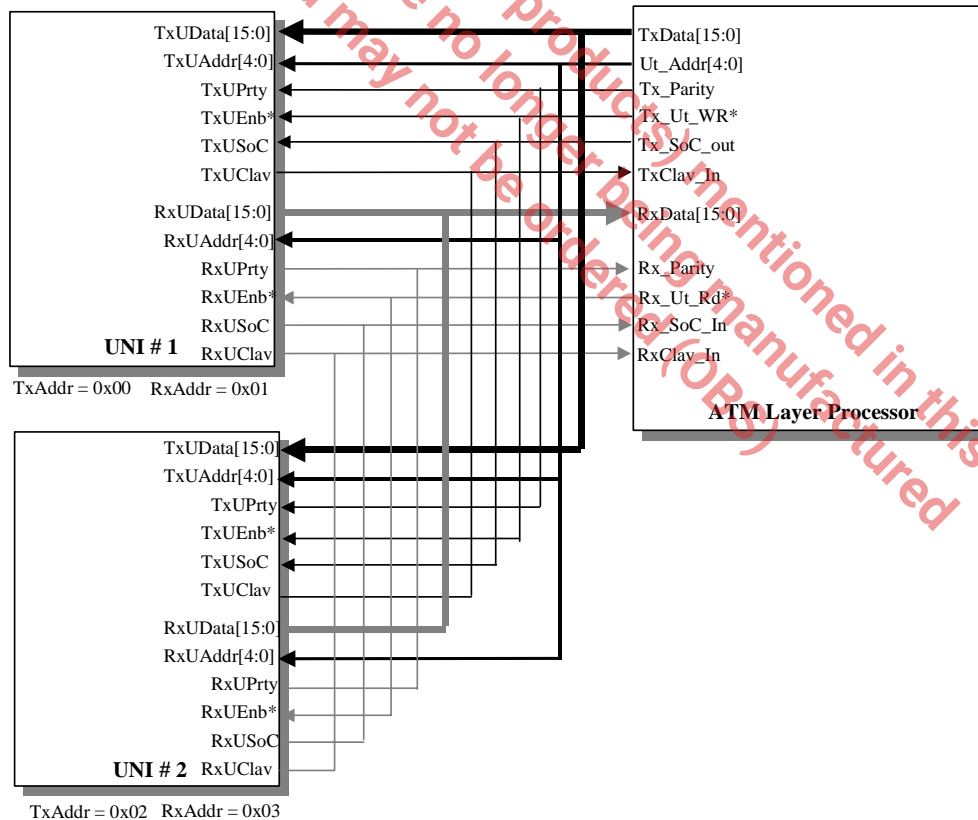 TxUData[15:0]
TxUAddr[4:0]
TxUPrty
TxUEnb*
TxUSoC
TxUClav
RxUData[15:0]
RxUAddr[4:0]
RxUPrty
RxUEnb*
RxUSoC
UNI # 1 RxUClav
TxAddr = 0x00 RxAddr = 0x01
TxData[15:0]
Ut_Addr[4:0]
Tx_Parity
Tx_Ut_WR*
Tx_SoC_out
TxClav_In
RxData[15:0]
Rx_Parity
Rx_Ut_Rd*
Rx_SoC_In
RxClav_In
ATM Layer Processor
TxUData[15:0]
TxUAddr[4:0]
TxUPrty
TxUEnb*
TxUSoC
TxUClav
RxUData[15:0]
RxUAddr[4:0]
RxUPrty
RxUEnb*
RxUSoC
UNI # 2 RxUClav
TxAddr = 0x02 RxAddr = 0x03
products) mentioned in this
no longer being manufactured
may not be ordered (OBS)